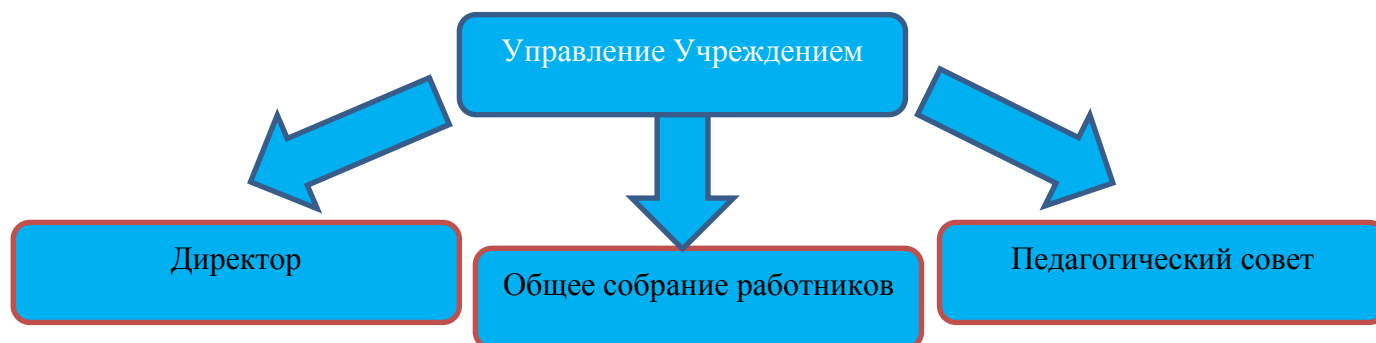 Управление Учреждением
Директор
Общее собрание работников
Педагогический совет